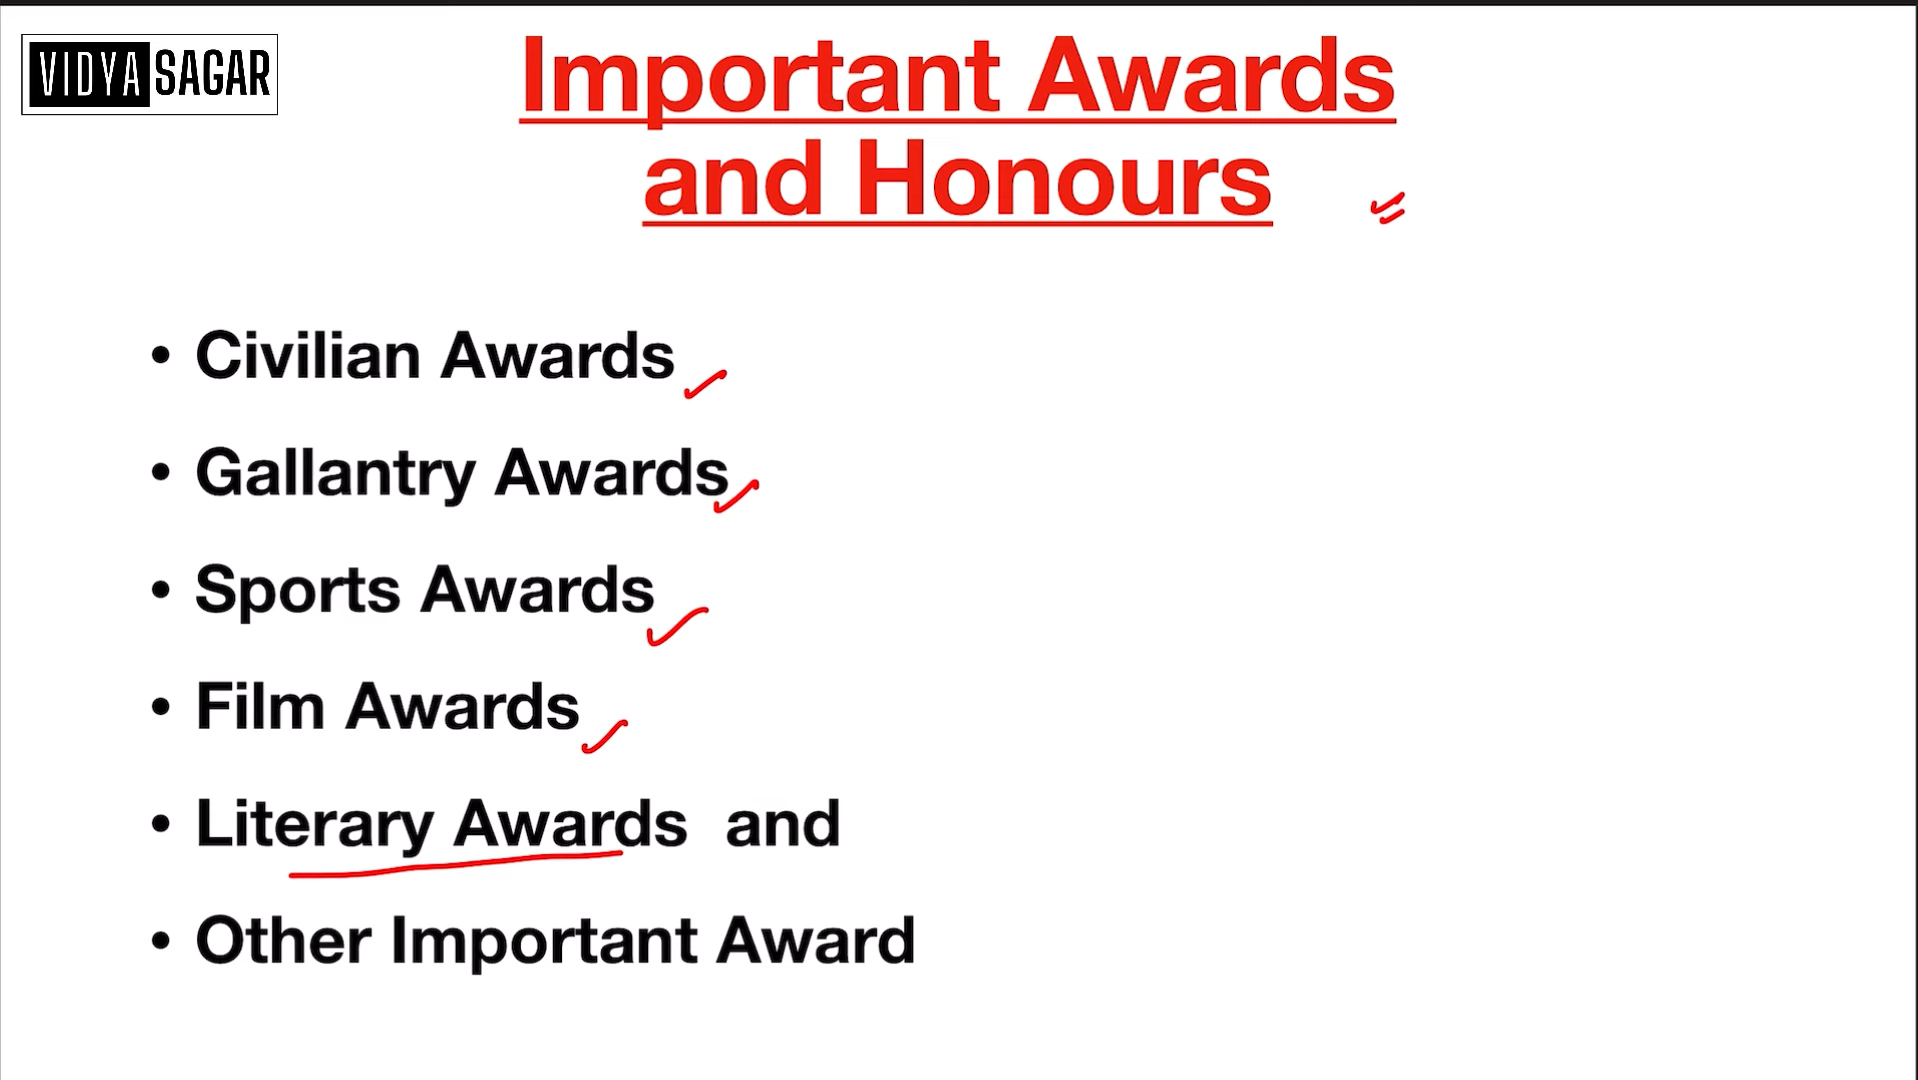 VIDYA SAGAR
Important Awards
and Honours
• Civilian Awards
• Gallantry Awards
• Sports Awards
• Film Awards
• Literary Awards and
• Other Important Award